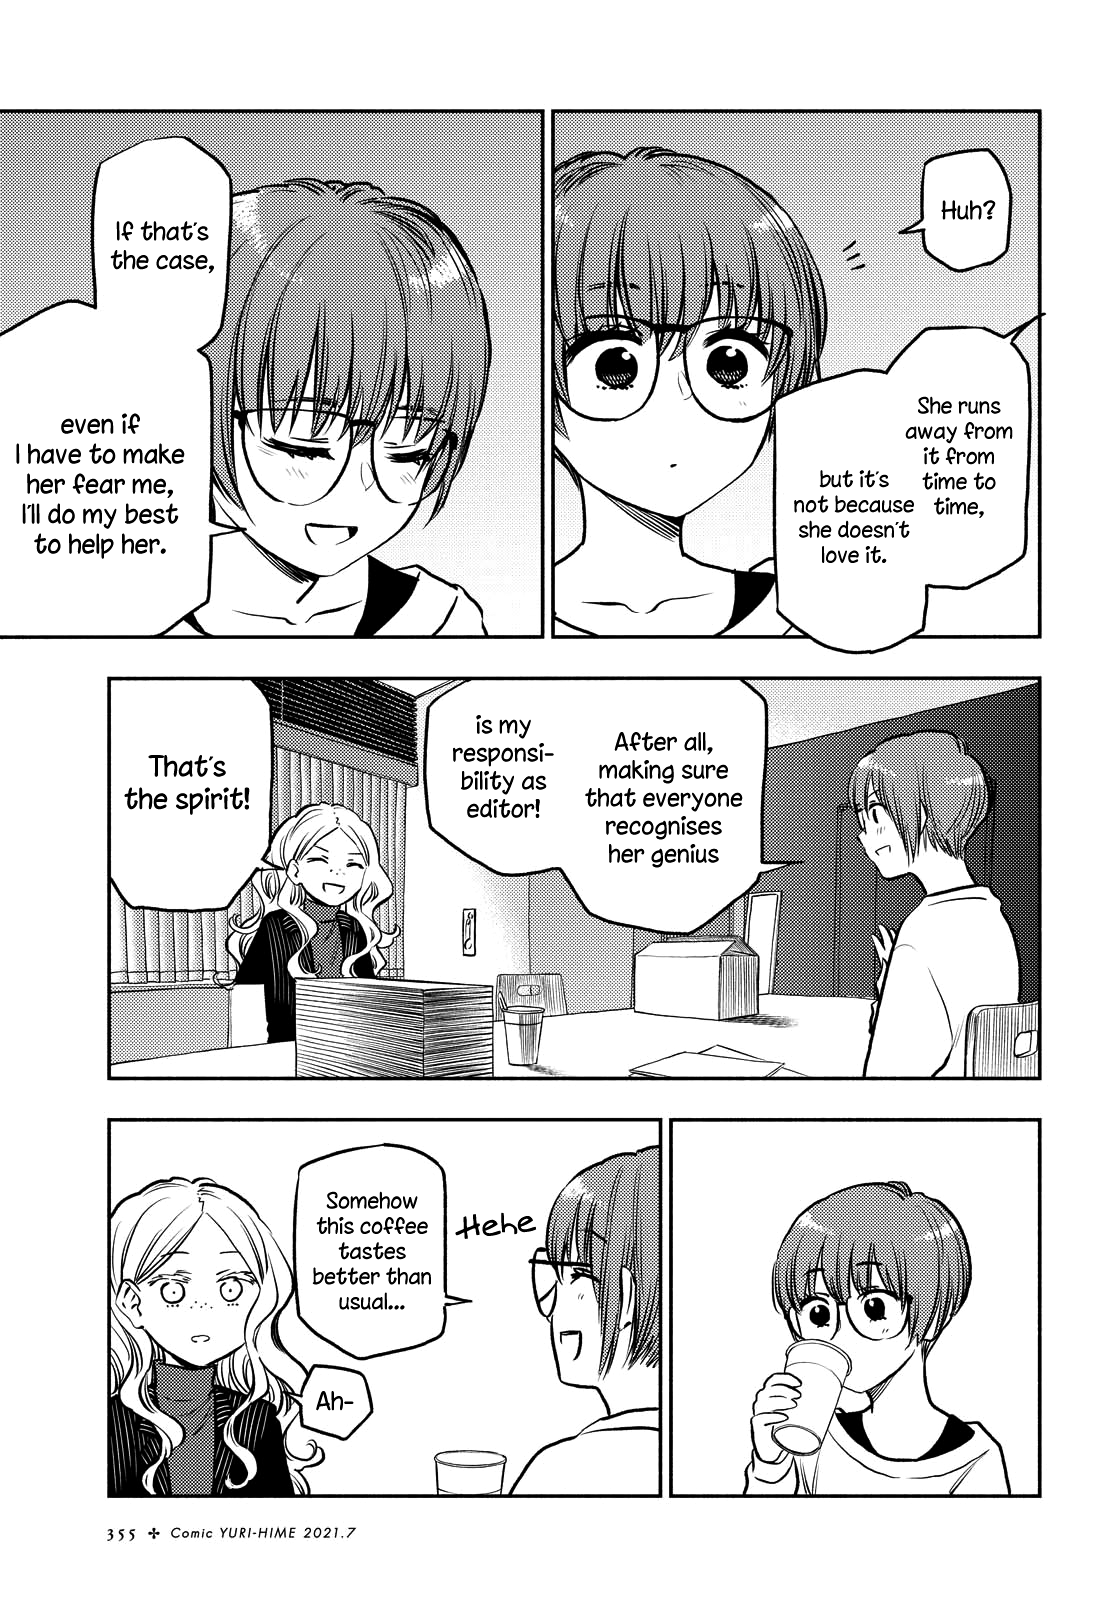 Huh?
She runs
away from
it from
time to
time,
but it's
not because
she doesn't
love it.
If that's
the case,
even if
I have to make
her fear me,
I'll do my best
to help her.
After all,
making sure
that everyone
recognises
her genius
is my
responsi-
bility as
editor!
That's
the spirit!
Somehow
this coffee
tastes
better than
usual...
Hehe
Ah-
355 ✢ Comic YURI-HIME 2021.7